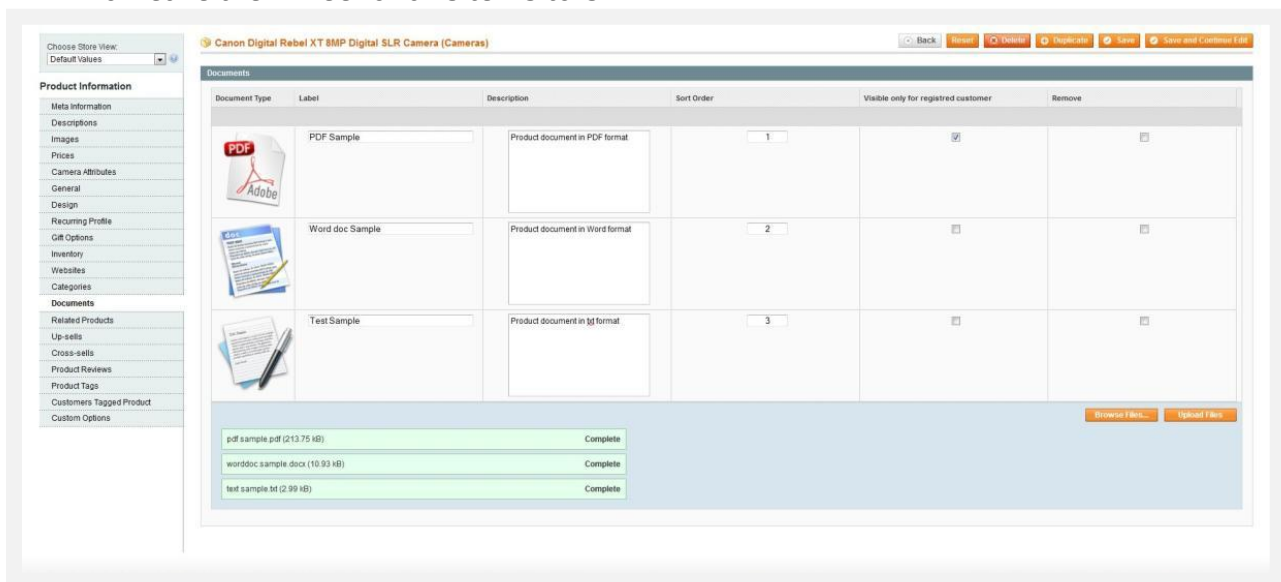 Choose Store View:
Default Values
Product Information
Meta Information
Descriptions
Images
Prices
Camera Attributes
General
Design
Recurring Profile
Gift Options
Inventory
Websites
Categories
Documents
Related Products
Up-sells
Cross-sells
Product Reviews
Product Tags
Customers Tagged Product
Custom Options
Canon Digital Rebel XT 8MP Digital SLR Camera (Cameras)
Back Reset Delete Duplicate Save Save and Continue Edit
Documents
Document Type Label Description Sort Order Visible only for registred customer Remove
PDF Adobe
PDF Sample Product document in PDF format 1
doc
Word doc Sample Product document in Word format 2
Test Sample Product document in txt format 3
Browse Files... Upload Files
pdf sample.pdf (213.75 kB) Complete
worddoc sample.docx (10.93 kB) Complete
text sample.txt (2.99 kB) Complete